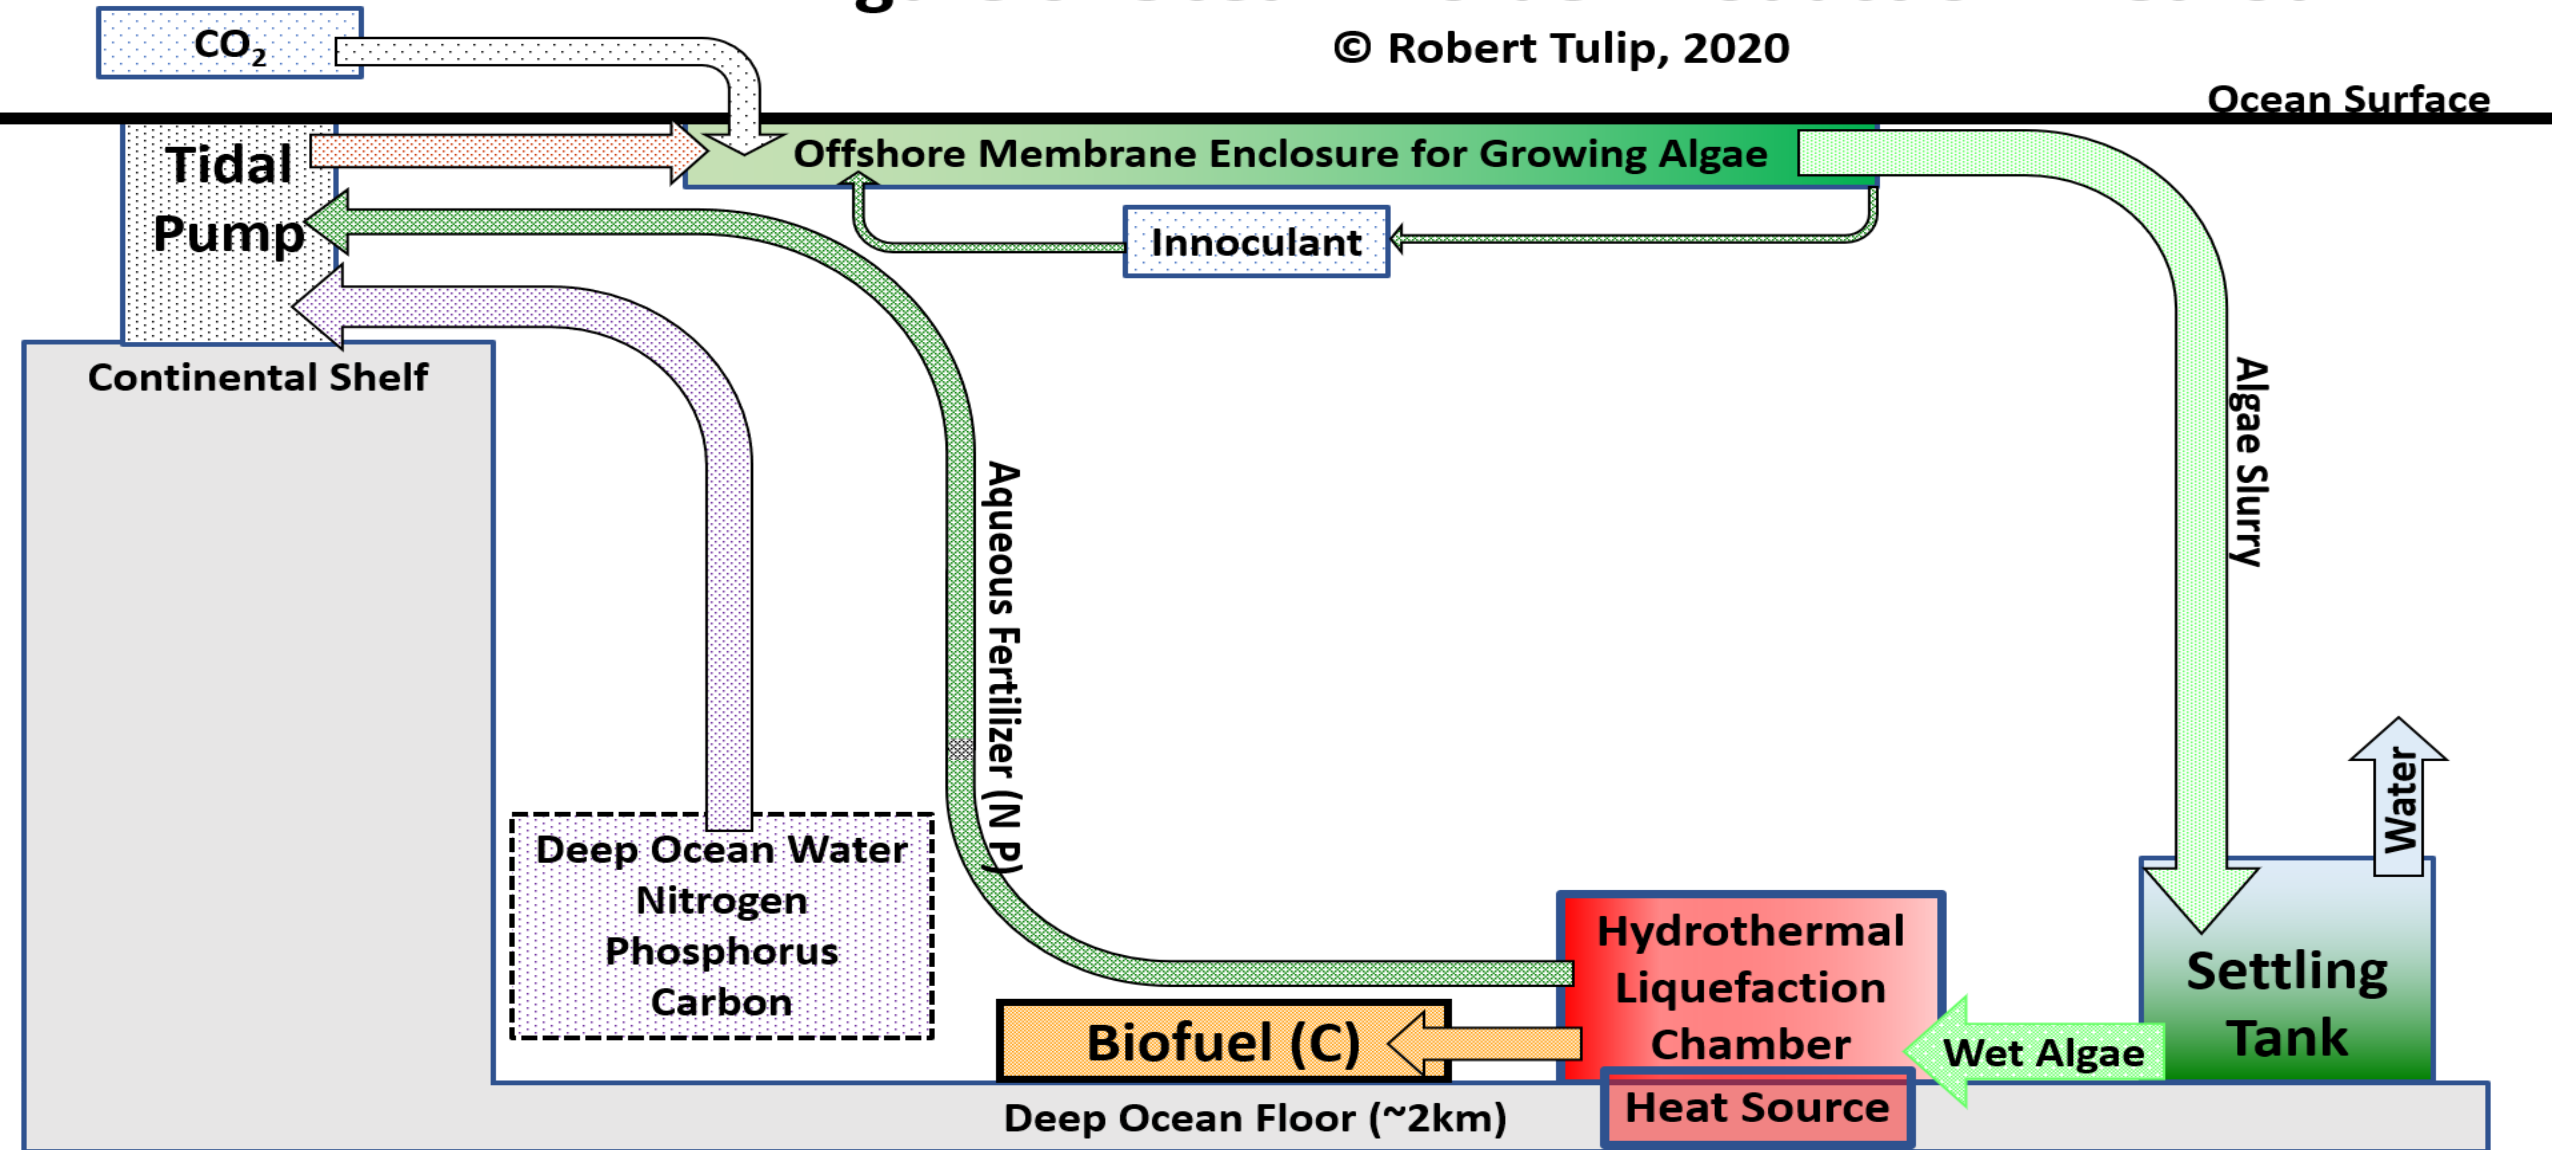 CO₂
© Robert Tulip, 2020
Ocean Surface
Tidal
Pump
Offshore Membrane Enclosure for Growing Algae
Innoculant
Continental Shelf
Algae Slurry
Aqueous Fertilizer (N P)
Water
Deep Ocean Water
Nitrogen
Phosphorus
Carbon
Hydrothermal
Liquefaction
Chamber
Settling
Tank
Biofuel (C)
Wet Algae
Heat Source
Deep Ocean Floor (~2km)